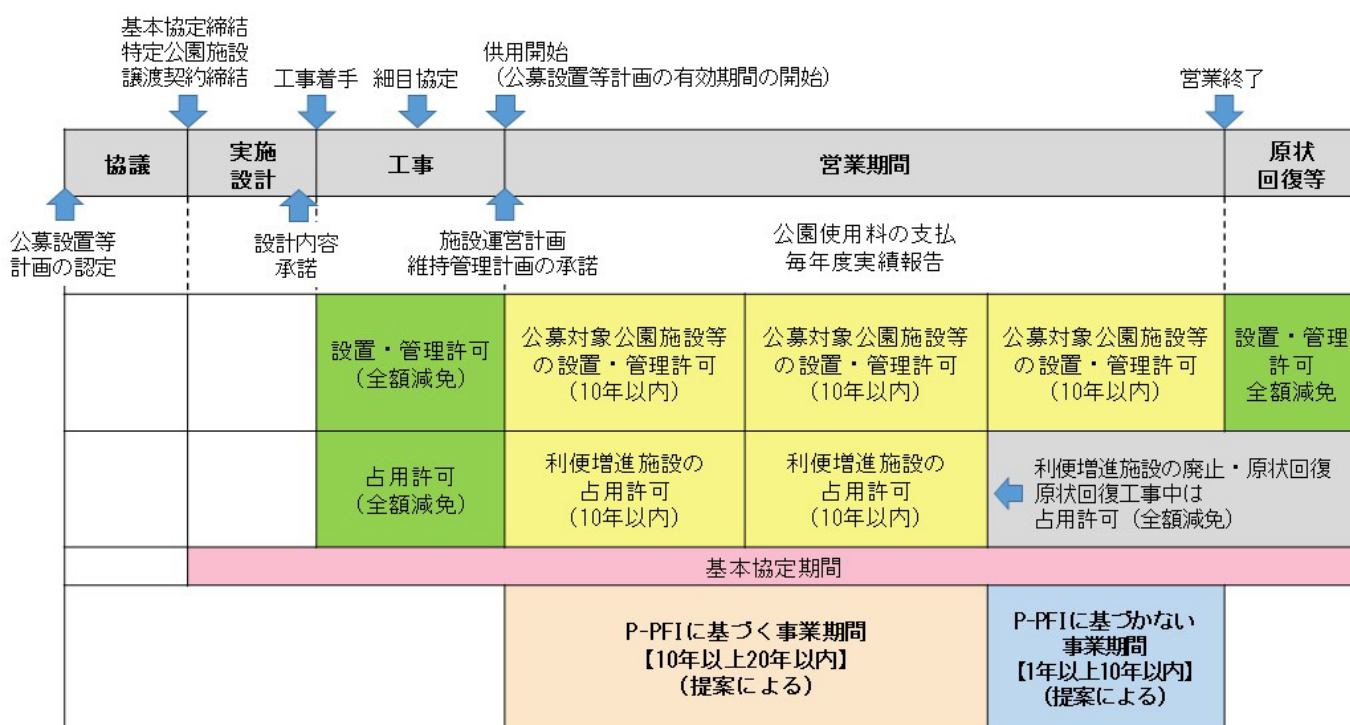 基本協定締結
特定公園施設
譲渡契約締結
工事着手
細目協定
供用開始
(公募設置等計画の有効期間の開始)
営業終了
協議
実施
設計
工事
営業期間
原状
回復等
公募設置等
計画の認定
設計内容
承諾
施設運営計画
維持管理計画の承諾
公園使用料の支払
毎年度実績報告
設置・管理許可
(全額減免)
公募対象公園施設等
の設置・管理許可
(10年以内)
公募対象公園施設等
の設置・管理許可
(10年以内)
公募対象公園施設等
の設置・管理許可
(10年以内)
設置・管理
許可
全額減免
占用許可
(全額減免)
利便増進施設の
占用許可
(10年以内)
利便増進施設の
占用許可
(10年以内)
利便増進施設の廃止・原状回復
原状回復工事中は
占用許可(全額減免)
基本協定期間
P-PFIに基づく事業期間
【10年以上20年以内】
(提案による)
P-PFIに基づかない
事業期間
【1年以上10年以内】
(提案による)